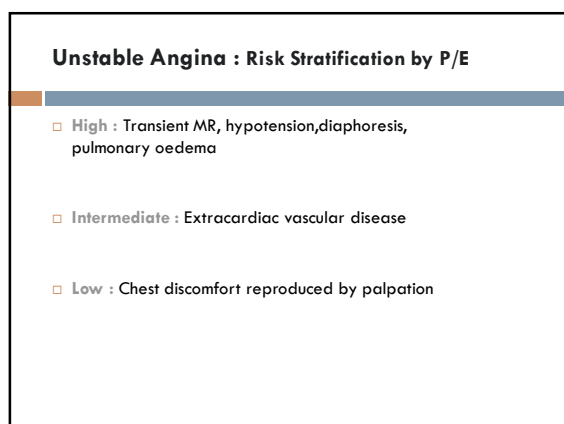 Unstable Angina : Risk Stratification by P/E
High : Transient MR, hypotension,diaphoresis,
pulmonary oedema
Intermediate : Extracardiac vascular disease
Low : Chest discomfort reproduced by palpation